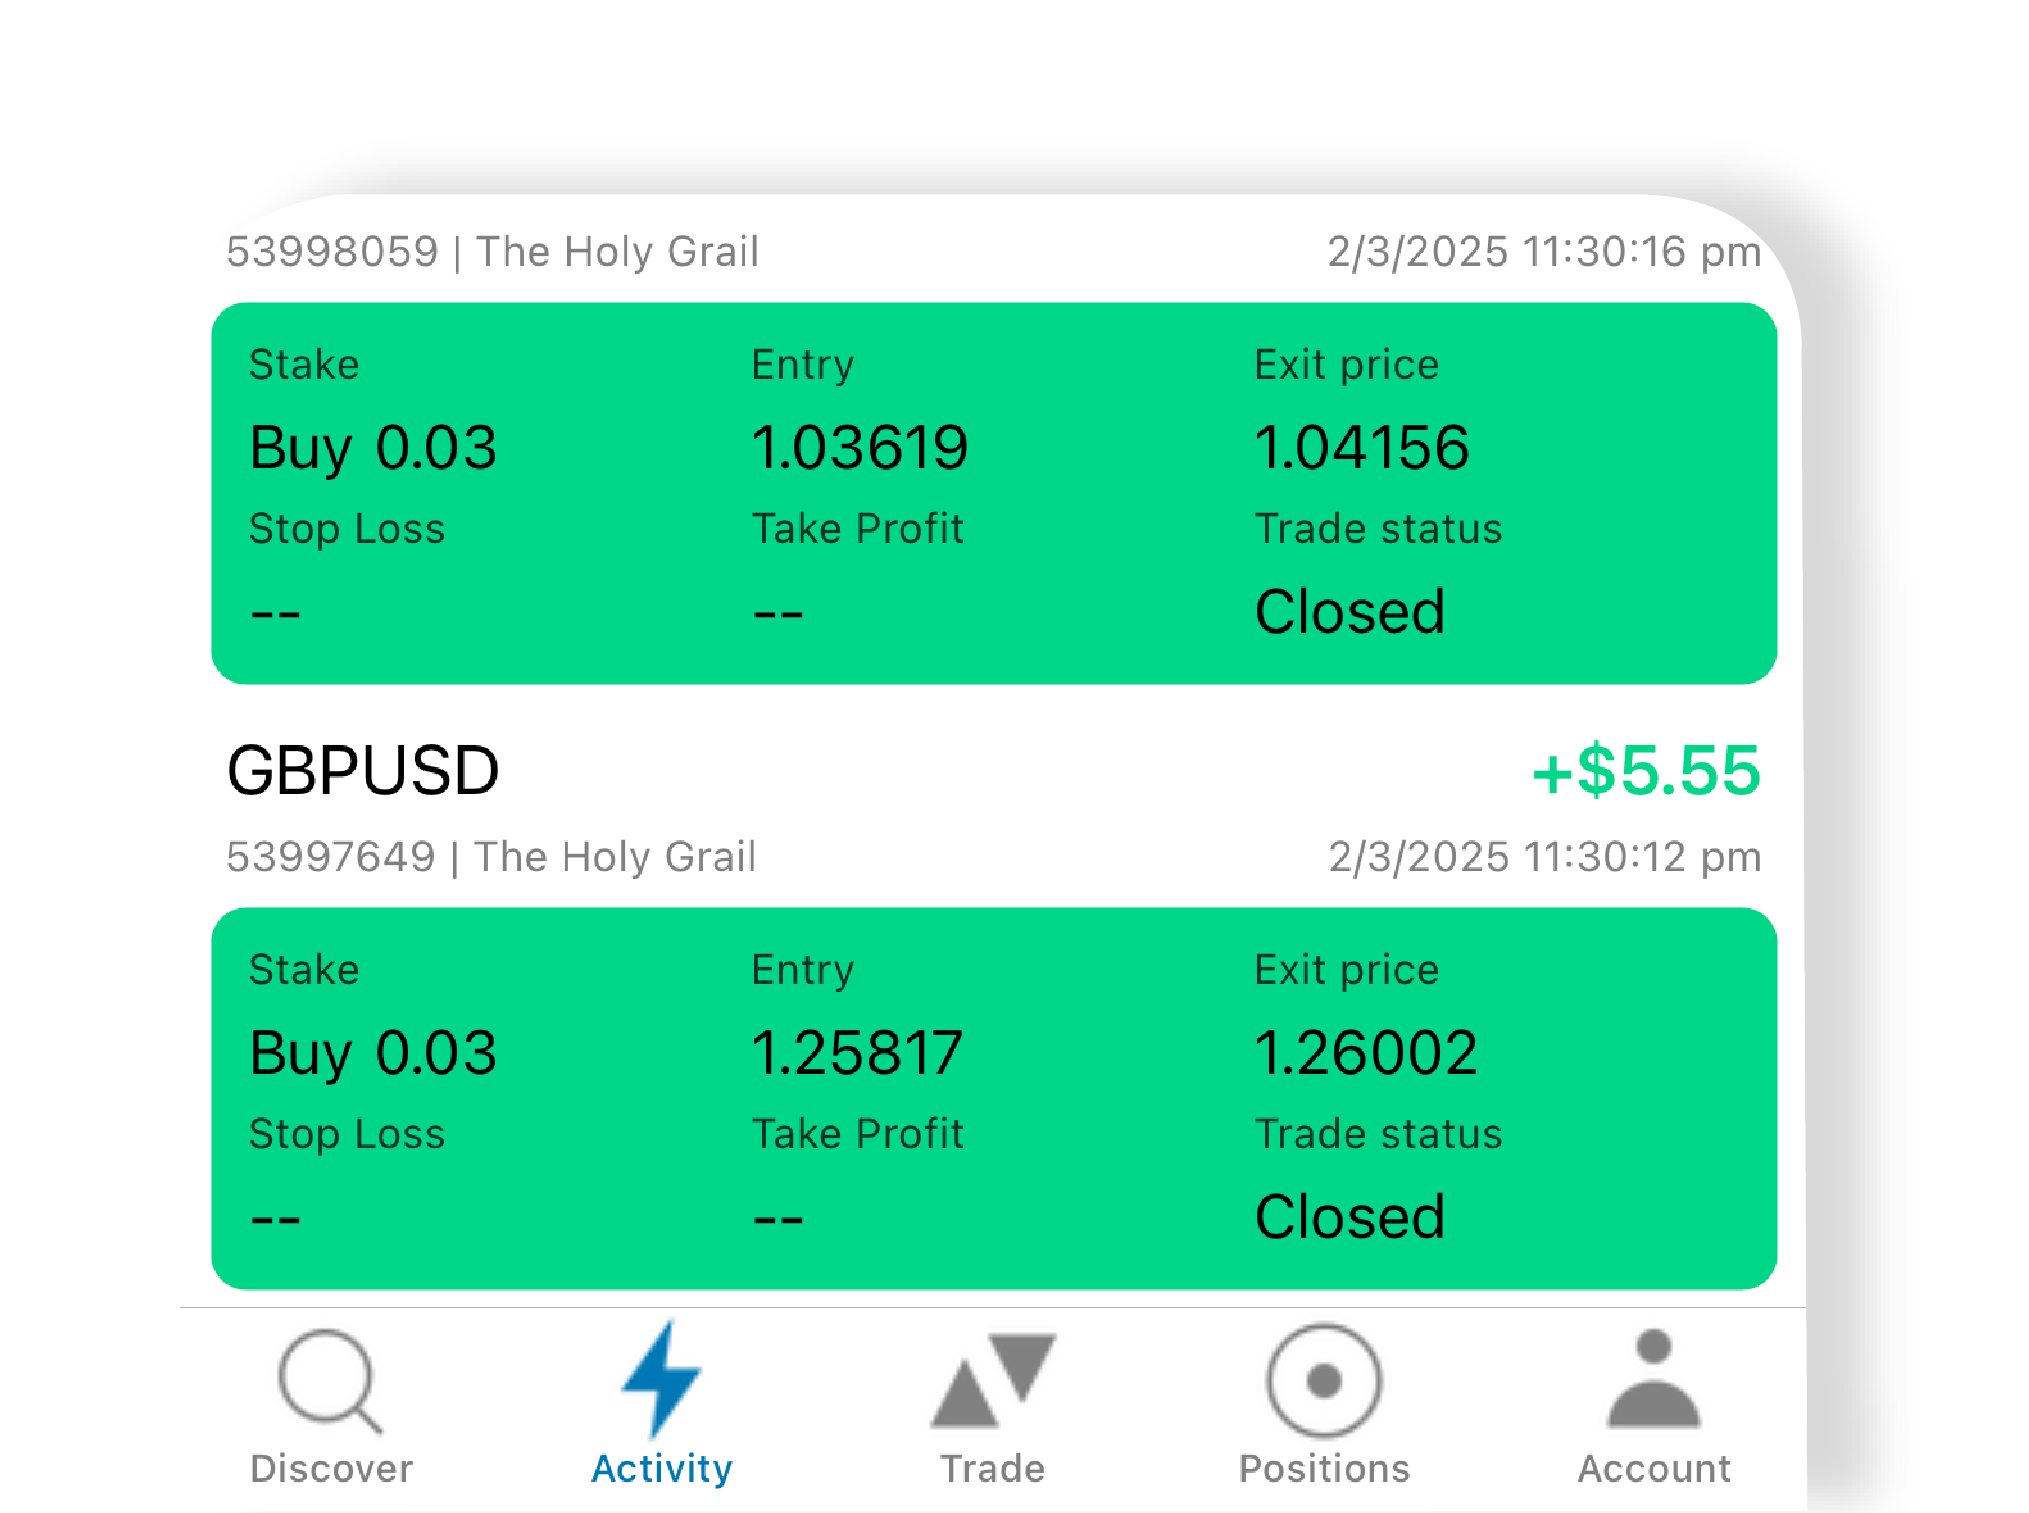 53998059 | The Holy Grail 2/3/2025 11:30:16 pm
Stake Entry Exit price
Buy 0.03 1.03619 1.04156
Stop Loss Take Profit Trade status
-- -- Closed
GBPUSD +$5.55
53997649 | The Holy Grail 2/3/2025 11:30:12 pm
Stake Entry Exit price
Buy 0.03 1.25817 1.26002
Stop Loss Take Profit Trade status
-- -- Closed
Discover Activity Trade Positions Account